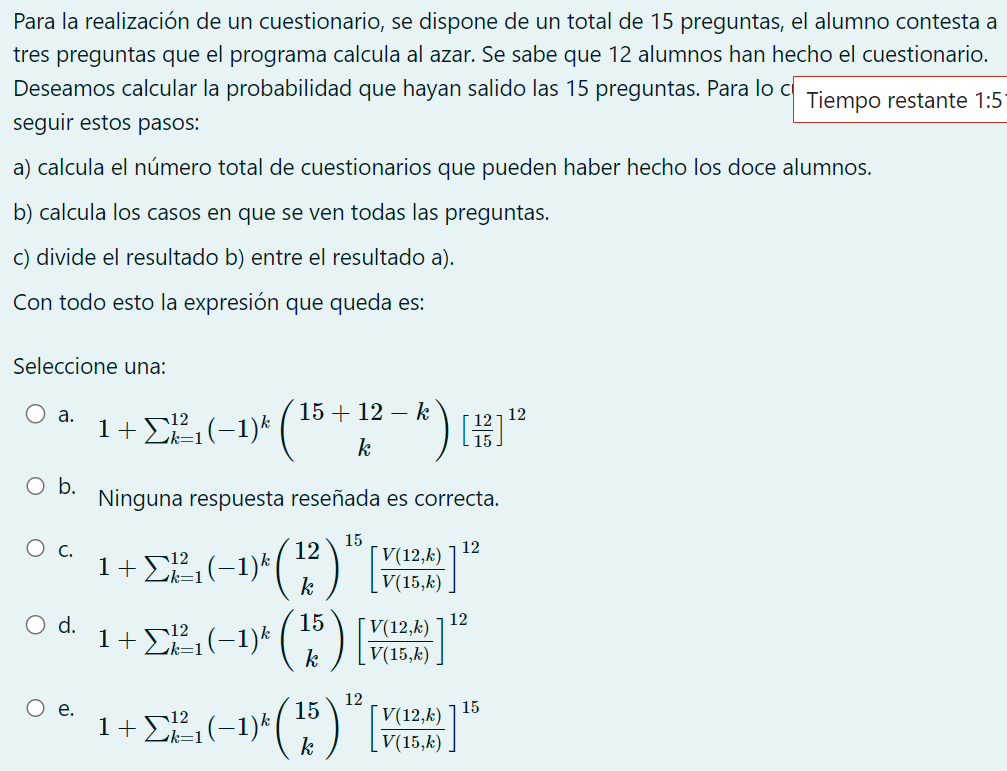 Para la realización de un cuestionario, se dispone de un total de 15 preguntas, el alumno contesta a
tres preguntas que el programa calcula al azar. Se sabe que 12 alumnos han hecho el cuestionario.
Deseamos calcular la probabilidad que hayan salido las 15 preguntas. Para lo
Tiempo restante 1:5
seguir estos pasos:
a) calcula el número total de cuestionarios que pueden haber hecho los doce alumnos.
b) calcula los casos en que se ven todas las preguntas.
c) divide el resultado b) entre el resultado a).
Con todo esto la expresión que queda es:
Seleccione una:
a. $1 + \sum_{k=1}^{12} (-1)^k \binom{15+12-k}{k} \left[\frac{12}{15}\right]^{12}$
b. Ninguna respuesta reseñada es correcta.
c. $1 + \sum_{k=1}^{12} (-1)^k \binom{12}{k}^{15} \left[\frac{V(12,k)}{V(15,k)}\right]^{12}$
d. $1 + \sum_{k=1}^{12} (-1)^k \binom{15}{k} \left[\frac{V(12,k)}{V(15,k)}\right]^{12}$
e. $1 + \sum_{k=1}^{12} (-1)^k \binom{15}{k}^{12} \left[\frac{V(12,k)}{V(15,k)}\right]^{15}$